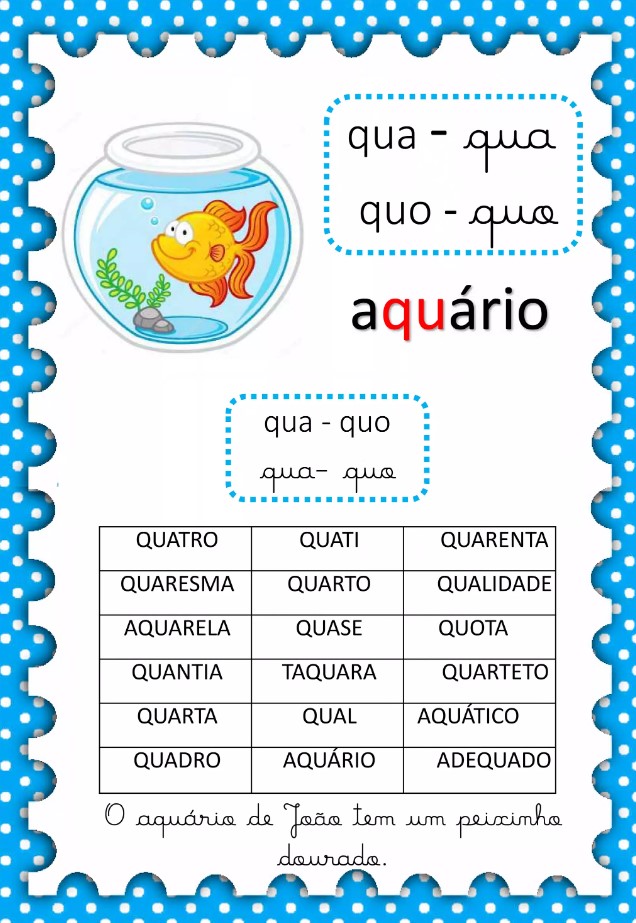 qua - qua
quo - quo
aquário
qua - quo
qua- quo
QUATRO QUATI QUARENTA
QUARESMA QUARTO QUALIDADE
AQUARELA QUASE QUOTA
QUANTIA TAQUARA QUARTETO
QUARTA QUAL AQUÁTICO
QUADRO AQUÁRIO ADEQUADO
O aquário de João tem um peixinho
dourado.